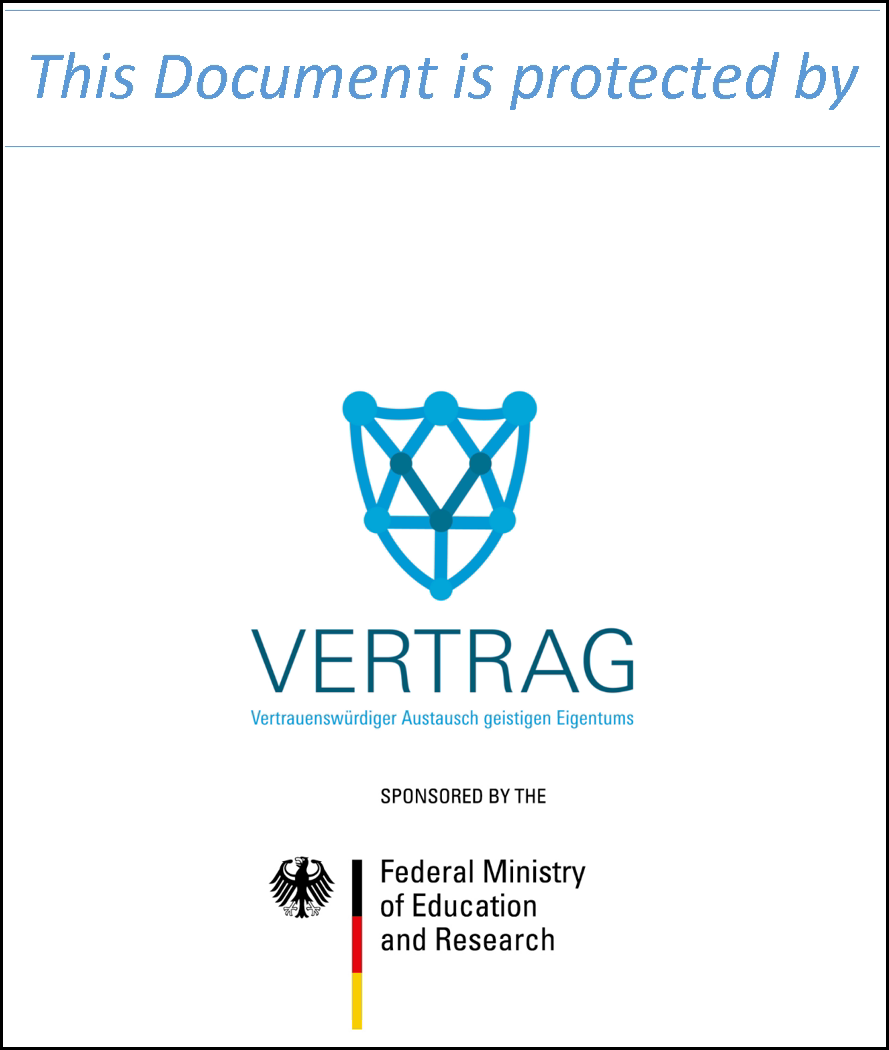 This Document is protected by
VERTRAG
Vertrauenswürdiger Austausch geistigen Eigentums
SPONSORED BY THE
Federal Ministry
of Education
and Research